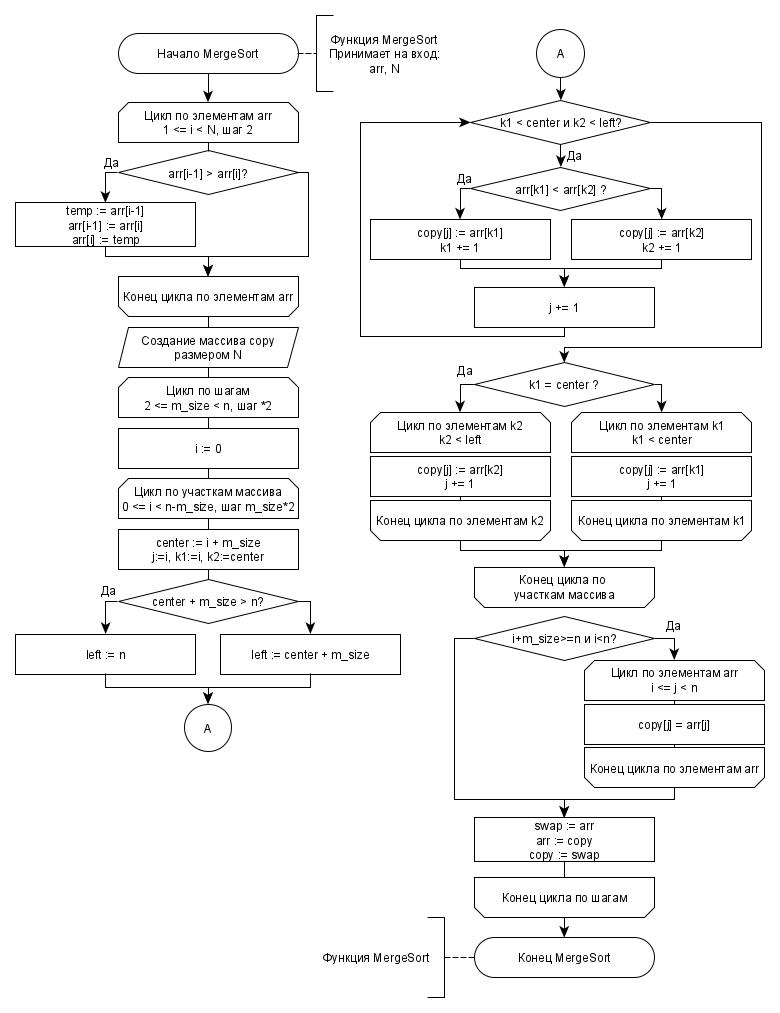 Начало MergeSort
Функция MergeSort
Принимает на вход:
arr, N
Цикл по элементам arr
1 <= i < N, шаг 2
arr[i-1] > arr[i]?
Да
temp := arr[i-1]
arr[i-1] := arr[i]
arr[i] := temp
Конец цикла по элементам arr
Создание массива copy
размером N
Цикл по шагам
2 <= m_size < n, шаг *2
i := 0
Цикл по участкам массива
0 <= i < n-m_size, шаг m_size*2
center := i + m_size
j:=i, k1:=i, k2:=center
center + m_size > n?
Да
left := n
left := center + m_size
A
A
k1 < center и k2 < left?
Да
arr[k1] < arr[k2] ?
Да
copy[j] := arr[k1]
k1 += 1
copy[j] := arr[k2]
k2 += 1
j += 1
k1 = center ?
Да
Цикл по элементам k2
k2 < left
copy[j] := arr[k2]
j += 1
Конец цикла по элементам k2
Цикл по элементам k1
k1 < center
copy[j] := arr[k1]
j += 1
Конец цикла по элементам k1
Конец цикла по
участкам массива
i+m_size>=n и i<n?
Да
Цикл по элементам arr
i <= j < n
copy[j] = arr[j]
Конец цикла по элементам arr
swap := arr
arr := copy
copy := swap
Конец цикла по шагам
Функция MergeSort
Конец MergeSort